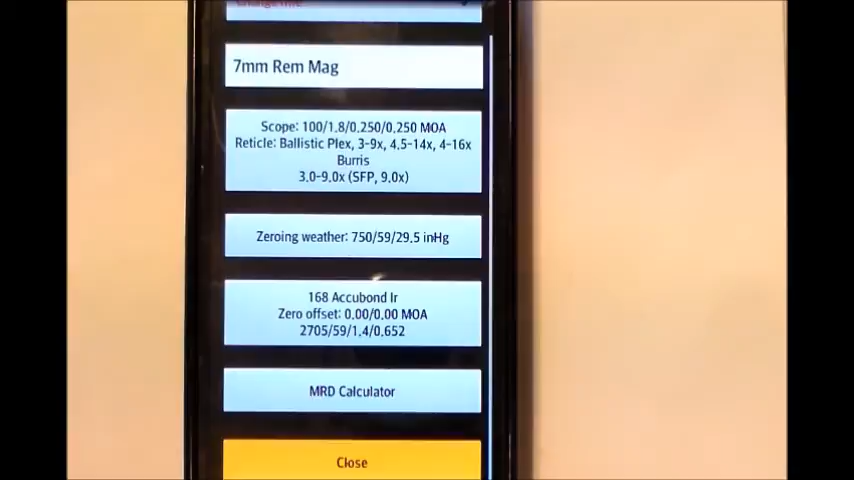 7mm Rem Mag
Scope: 100/1.8/0.250/0.250 MOA
Reticle: Ballistic Plex, 3-9x, 4.5-14x, 4-16x
Burris
3.0-9.0x (SFP, 9.0x)
Zeroing weather: 750/59/29.5 inHg
168 Accubond lr
Zero offset: 0.00/0.00 MOA
2705/59/1.4/0.652
MRD Calculator
Close